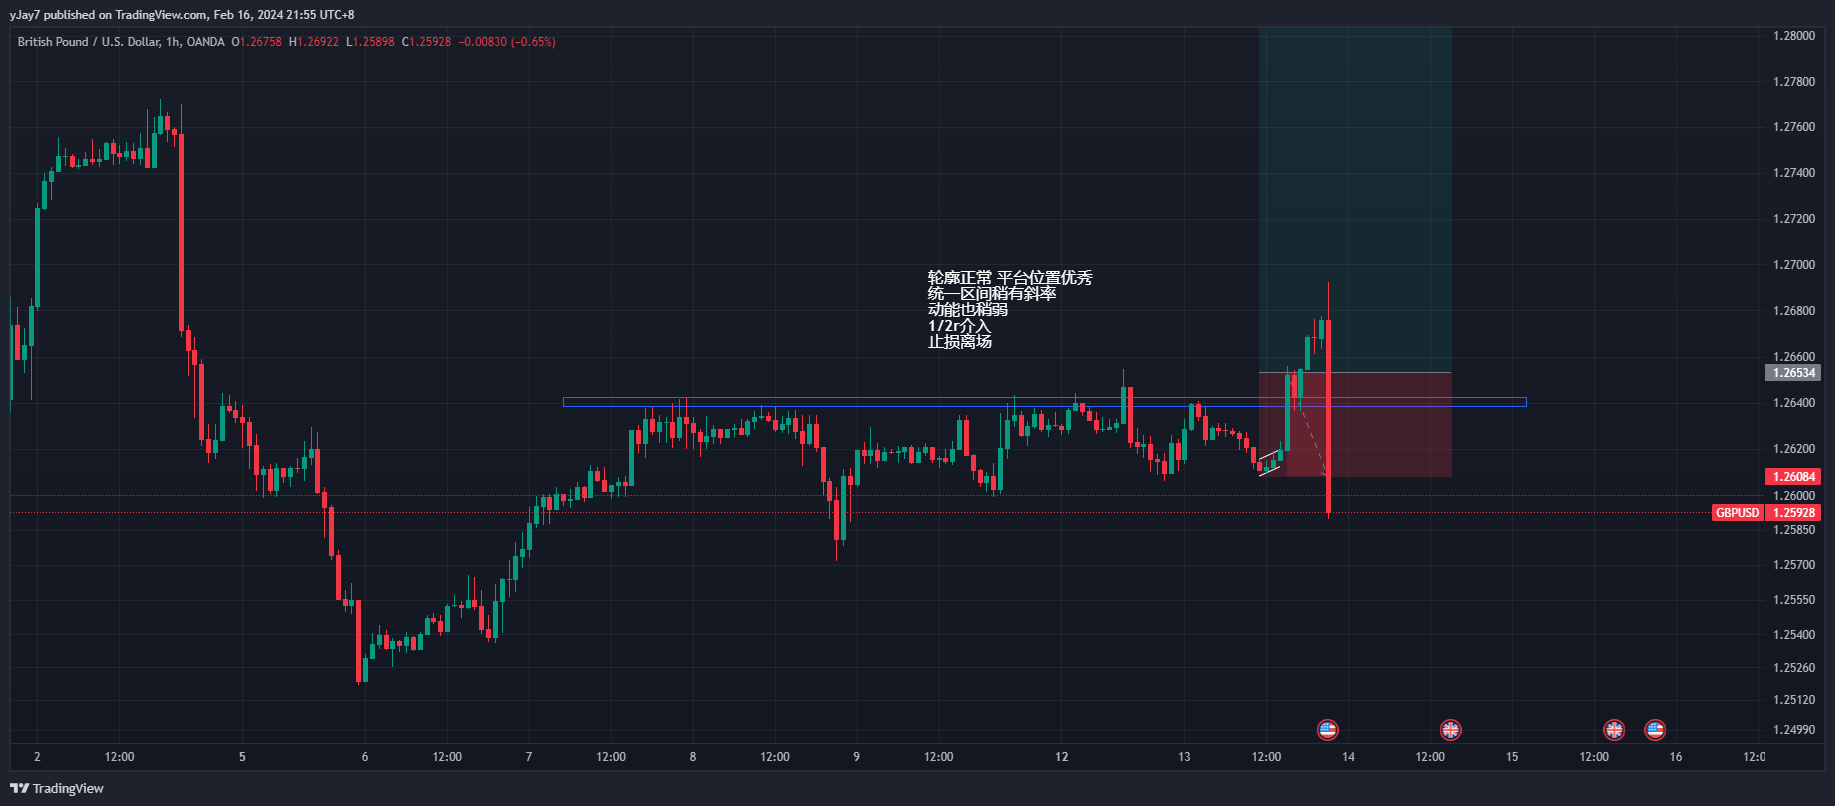 yJay7 published on TradingView.com, Feb 16, 2024 21:55 UTC+8
British Pound / U.S. Dollar, 1h, OANDA O1.26758 H1.26922 L1.25898 C1.25928 −0.00830 (−0.65%)
轮廓正常 平台位置优秀
统一区间稍有斜率
动能也稍弱
1/2r介入
止损离场
1.28000
1.27800
1.27600
1.27400
1.27200
1.27000
1.26800
1.26600
1.26534
1.26400
1.26200
1.26084
1.26000
GBPUSD 1.25928
1.25850
1.25700
1.25550
1.25400
1.25260
1.25120
1.24990
2 12:00 5 6 12:00 7 12:00 8 12:00 9 12:00 12 13 12:00 14 12:00 15 12:00 16 12:0
TradingView